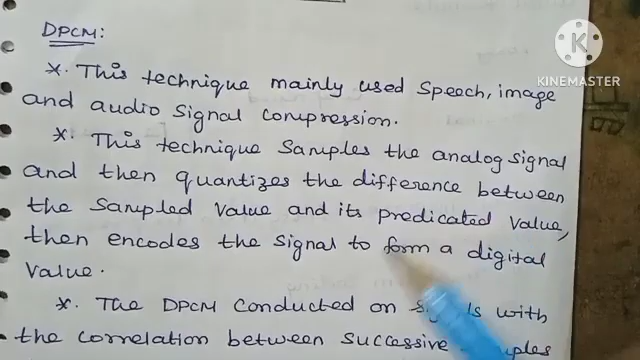 DPCM:
*. This technique mainly used Speech, image
and audio Signal Compression.
*. This technique Samples the analog Signal
and then quantizes the difference between
the Sampled Value and its predicated Value,
then encodes the Signal to form a digital
Value.
*. The DPCM Conducted on with
the Correlation between Successive
K
KINEMASTER